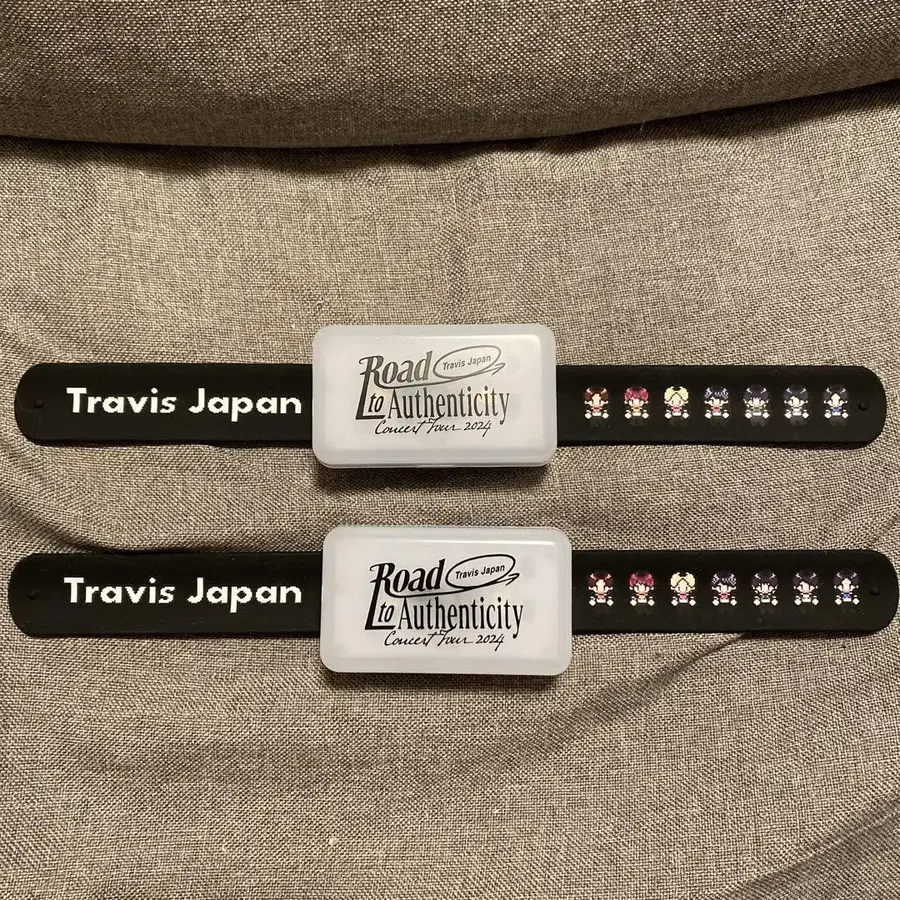 Travis Japan
Road Travis Japan
to Authenticity
Concert Tour 2024
Travis Japan
Road Travis Japan
to Authenticity
Concert Tour 2024